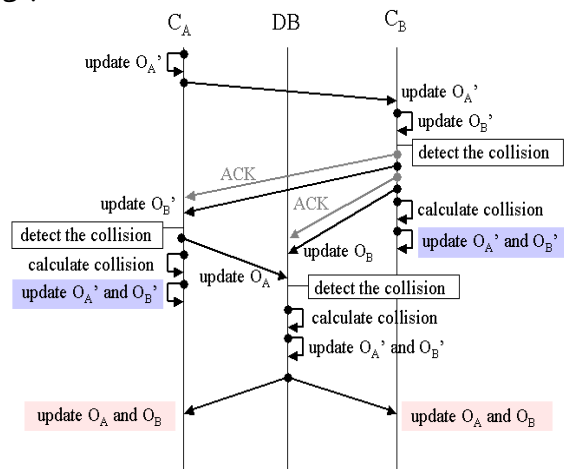 C_A DB C_B
update O_A’
update O_A’
update O_B’
detect the collision
ACK
update O_B’
ACK
calculate collision
detect the collision
update O_A’ and O_B’
update O_B
calculate collision
update O_A
update O_A’ and O_B’
detect the collision
calculate collision
update O_A’ and O_B’
update O_A and O_B
update O_A and O_B